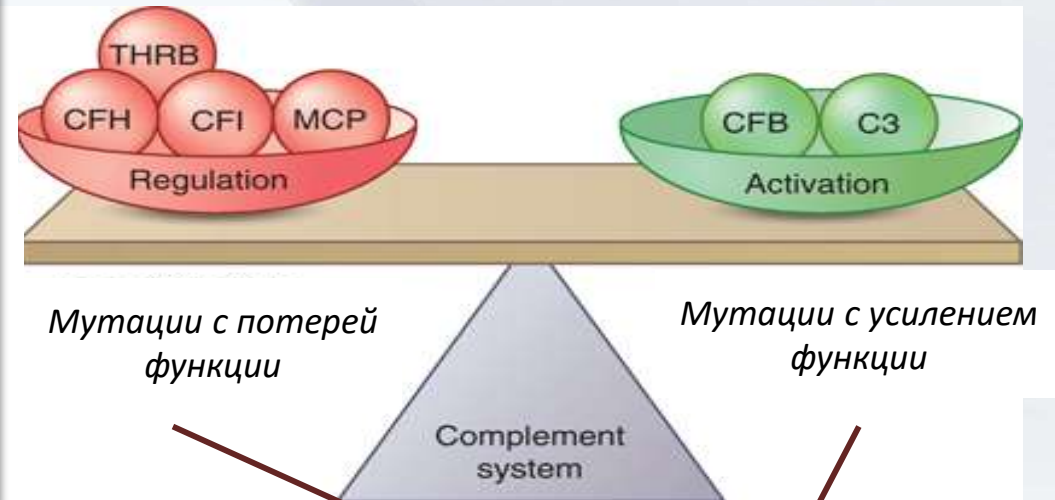 THRB
CFH CFI MCP
Regulation
CFB C3
Activation
Мутации с потерей
функции
Мутации с усилением
функции
Complement
system